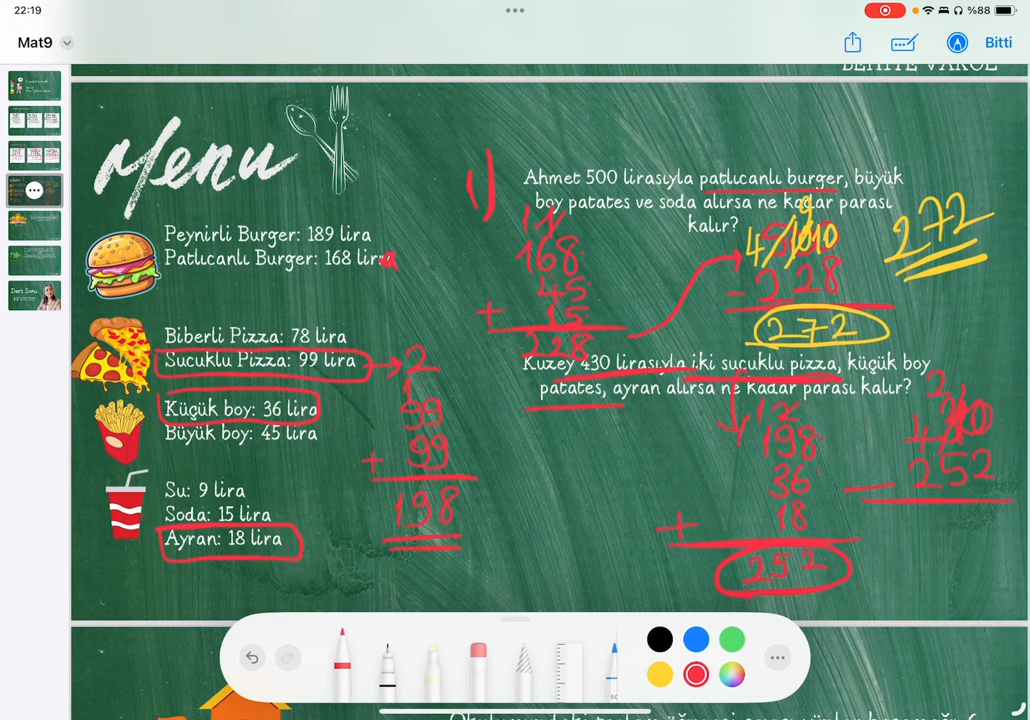 22:19
%88
Mat9
Bitti
Menu
Peynirli Burger: 189 lira
Patlıcanlı Burger: 168 lira
Biberli Pizza: 78 lira
Sucuklu Pizza: 99 lira
Küçük boy: 36 lira
Büyük boy: 45 lira
Su: 9 lira
Soda: 15 lira
Ayran: 18 lira
2
99
+ 99
198
1)
Ahmet 500 lirasıyla patlıcanlı burger, büyük
boy patates ve soda alırsa ne kadar parası
kalır?
168
45
+ 15
228
- 228
272
272
Kuzey 430 lirasıyla iki sucuklu pizza, küçük boy
patates, ayran alırsa ne kadar parası kalır?
1 2
198
36
+ 18
252
- 252
Ders Sonu